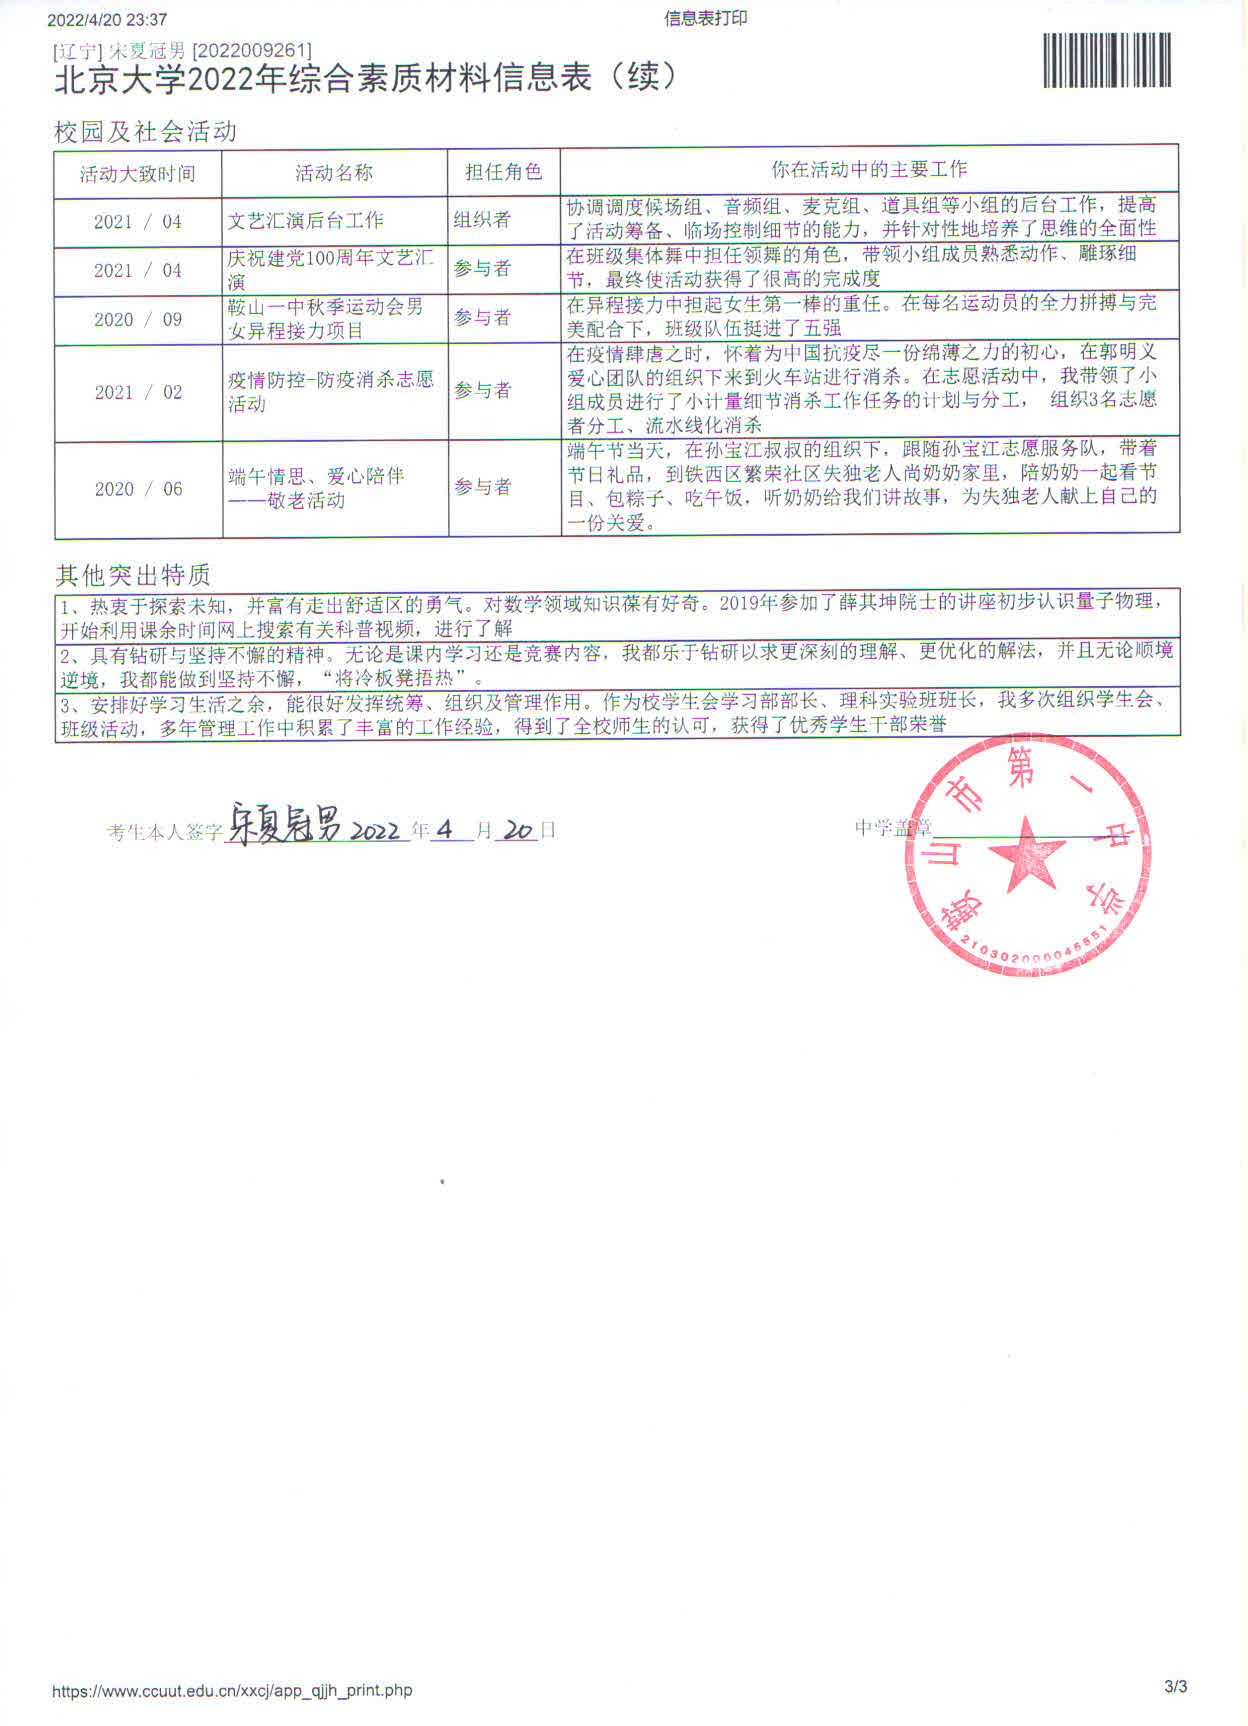 2022/4/20 23:37
信息表打印
[辽宁] 宋夏冠男 [2022009261]
北京大学2022年综合素质材料信息表（续）
校园及社会活动
活动大致时间 活动名称 担任角色 你在活动中的主要工作
2021 / 04 文艺汇演后台工作 组织者
协调调度候场组、音频组、麦克组、道具组等小组的后台工作，提高
了活动筹备、临场控制细节的能力，并针对性地培养了思维的全面性
2021 / 04
庆祝建党100周年文艺汇
演
参与者
在班级集体舞中担任领舞的角色，带领小组成员熟悉动作、雕琢细
节，最终使活动获得了很高的完成度
2020 / 09
鞍山一中秋季运动会男
女异程接力项目
参与者
在异程接力中担起女生第一棒的重任。在每名运动员的全力拼搏与完
美配合下，班级队伍挺进了五强
2021 / 02
疫情防控-防疫消杀志愿
活动
参与者
在疫情肆虐之时，怀着为中国抗疫尽一份绵薄之力的初心，在郭明义
爱心团队的组织下来到火车站进行消杀。在志愿活动中，我带领了小
组成员进行了小计量细节消杀工作任务的计划与分工， 组织3名志愿
者分工、流水线化消杀
2020 / 06
端午情思、爱心陪伴
——敬老活动
参与者
端午节当天，在孙宝江叔叔的组织下，跟随孙宝江志愿服务队，带着
节日礼品，到铁西区繁荣社区失独老人尚奶奶家里，陪奶奶一起看节
目、包粽子、吃午饭，听奶奶给我们讲故事，为失独老人献上自己的
一份关爱。
其他突出特质
1、热衷于探索未知，并富有走出舒适区的勇气。对数学领域知识葆有好奇。2019年参加了薛其坤院士的讲座初步认识量子物理，
开始利用课余时间网上搜索有关科普视频，进行了解
2、具有钻研与坚持不懈的精神。无论是课内学习还是竞赛内容，我都乐于钻研以求更深刻的理解、更优化的解法，并且无论顺境
逆境，我都能做到坚持不懈，“将冷板凳捂热”。
3、安排好学习生活之余，能很好发挥统筹、组织及管理作用。作为校学生会学习部部长、理科实验班班长，我多次组织学生会、
班级活动，多年管理工作中积累了丰富的工作经验，得到了全校师生的认可，获得了优秀学生干部荣誉
考生本人签字 宋夏冠男 2022 年 4 月 20 日
中学盖章
鞍山市第一中学
210302000045551
https://www.ccuut.edu.cn/xxcj/app_qjjh_print.php
3/3